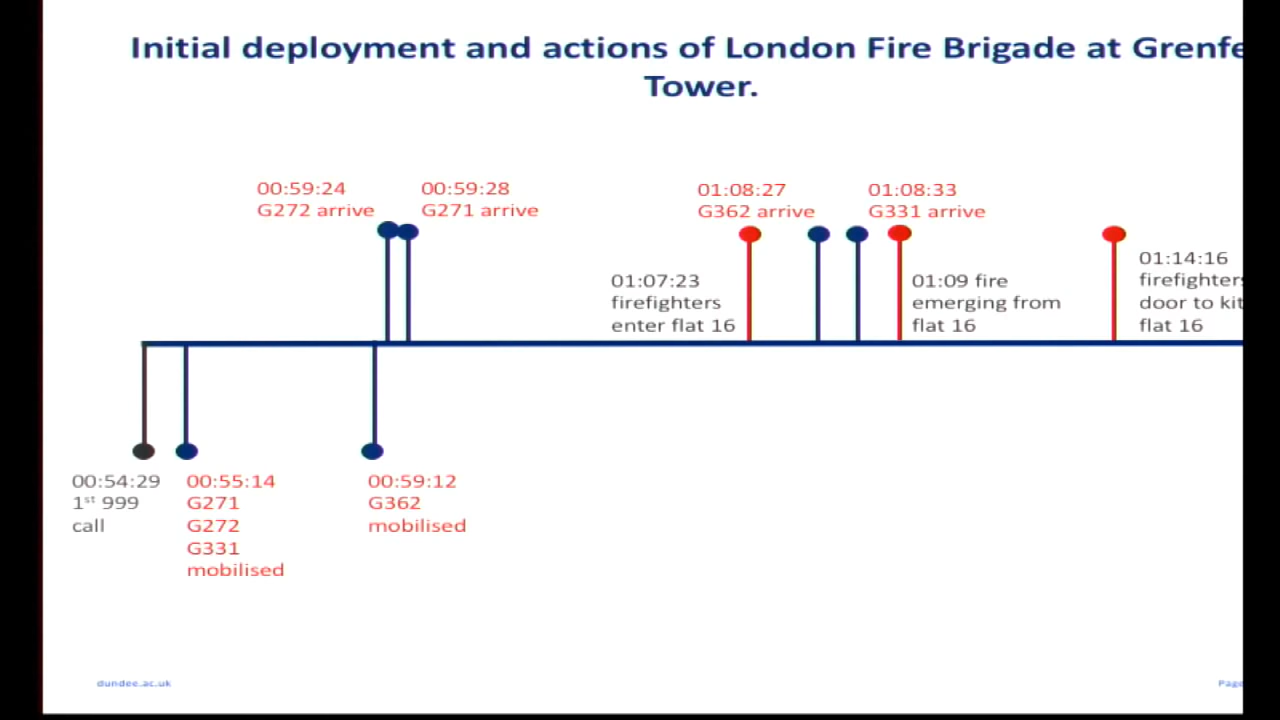 Initial deployment and actions of London Fire Brigade at Grenfe
Tower.
00:59:24
G272 arrive
00:59:28
G271 arrive
01:08:27
G362 arrive
01:08:33
G331 arrive
01:07:23
firefighters
enter flat 16
01:09 fire
emerging from
flat 16
01:14:16
firefighters
door to kit
flat 16
00:54:29
1st 999
call
00:55:14
G271
G272
G331
mobilised
00:59:12
G362
mobilised
dundee.ac.uk
Page